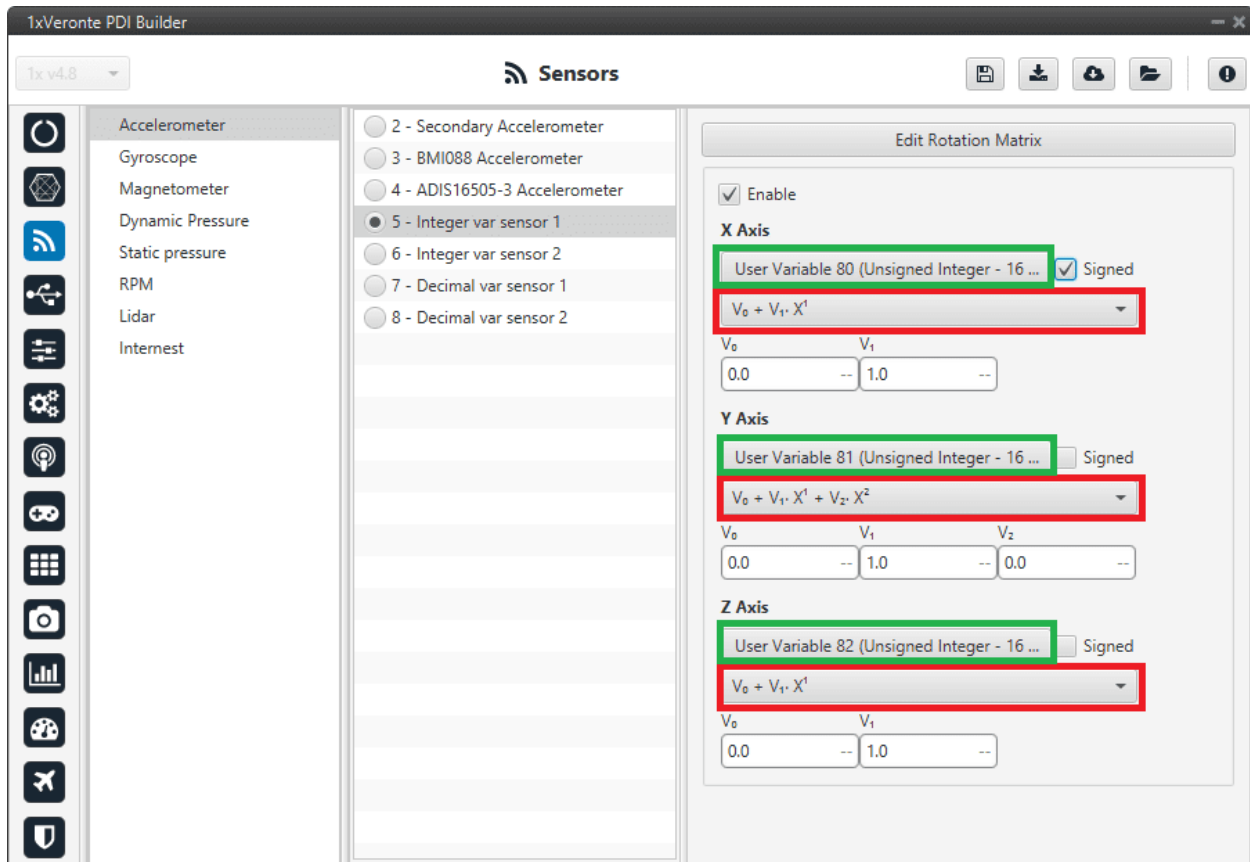 1xVeronte PDI Builder
1x v4.8
Sensors
Accelerometer
Gyroscope
Magnetometer
Dynamic Pressure
Static pressure
RPM
Lidar
Internest
2 - Secondary Accelerometer
3 - BMI088 Accelerometer
4 - ADIS16505-3 Accelerometer
5 - Integer var sensor 1
6 - Integer var sensor 2
7 - Decimal var sensor 1
8 - Decimal var sensor 2
Edit Rotation Matrix
Enable
X Axis
User Variable 80 (Unsigned Integer - 16 ... Signed
V₀ + V₁· X¹
V₀ V₁
0.0 -- 1.0 --
Y Axis
User Variable 81 (Unsigned Integer - 16 ... Signed
V₀ + V₁· X¹ + V₂· X²
V₀ V₁ V₂
0.0 -- 1.0 -- 0.0 --
Z Axis
User Variable 82 (Unsigned Integer - 16 ... Signed
V₀ + V₁· X¹
V₀ V₁
0.0 -- 1.0 --